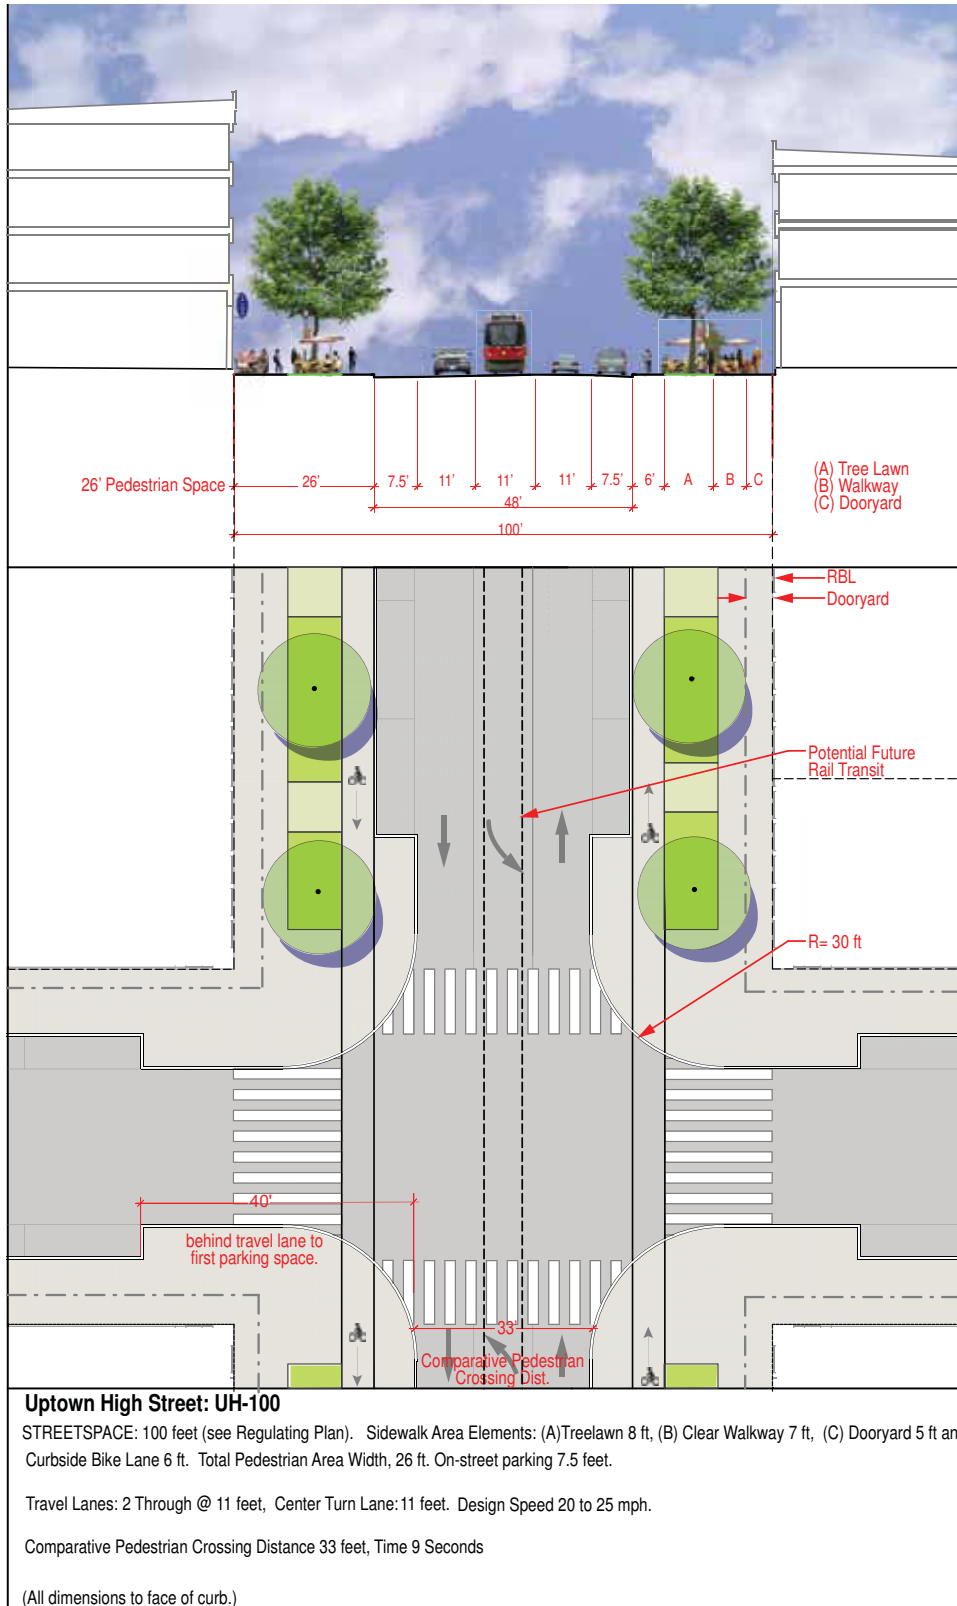 (A) Tree Lawn
(B) Walkway
(C) Dooryard
26' Pedestrian Space
26'
7.5'
11'
11'
11'
7.5'
6'
A
B
C
48'
100'
RBL
Dooryard
Potential Future
Rail Transit
R= 30 ft
40'
behind travel lane to
first parking space.
33'
Comparative Pedestrian
Crossing Dist.
Uptown High Street: UH-100
STREETSPACE: 100 feet (see Regulating Plan). Sidewalk Area Elements: (A)Treelawn 8 ft, (B) Clear Walkway 7 ft, (C) Dooryard 5 ft an
Curbside Bike Lane 6 ft. Total Pedestrian Area Width, 26 ft. On-street parking 7.5 feet.
Travel Lanes: 2 Through @ 11 feet, Center Turn Lane: 11 feet. Design Speed 20 to 25 mph.
Comparative Pedestrian Crossing Distance 33 feet, Time 9 Seconds
(All dimensions to face of curb.)